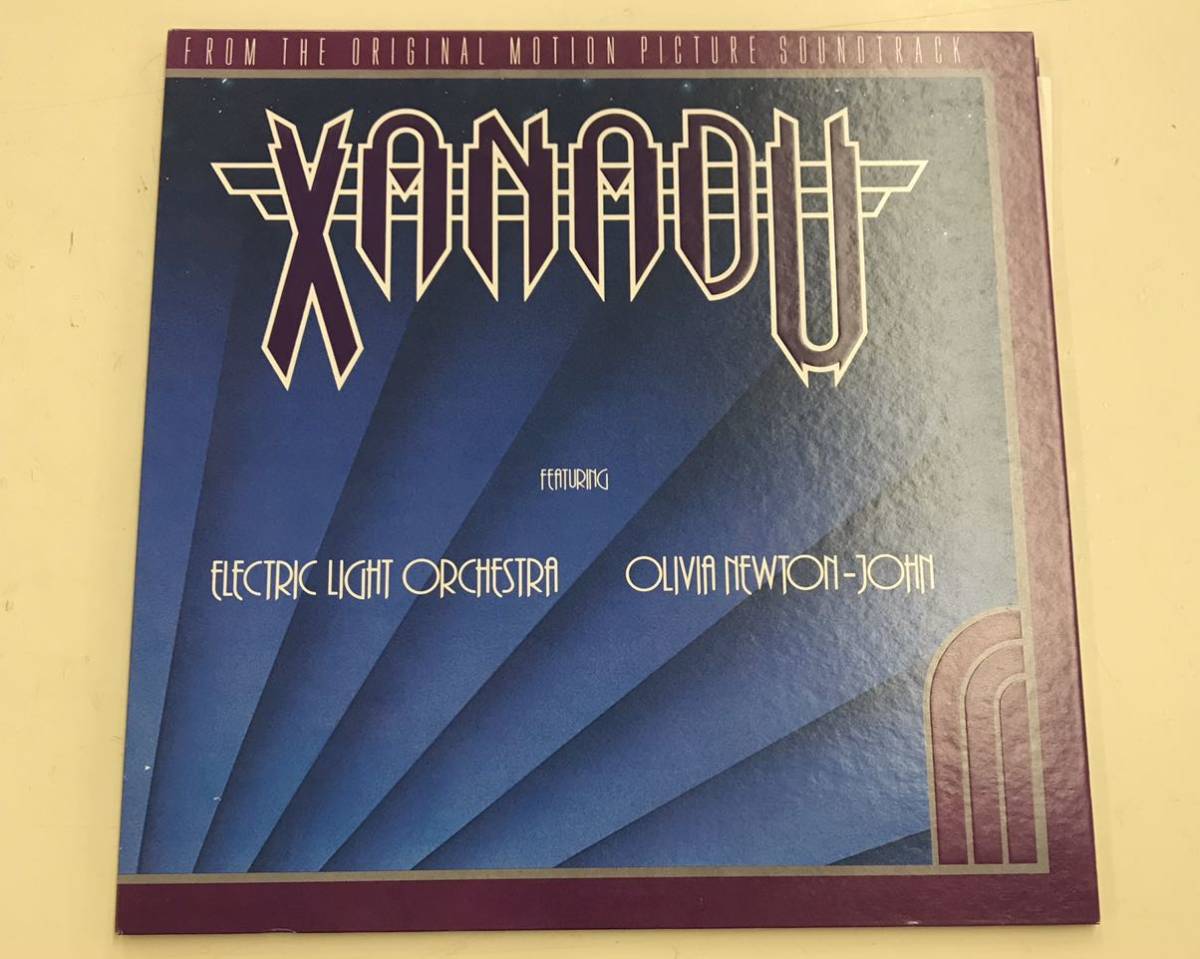 FROM THE ORIGINAL MOTION PICTURE SOUNDTRACK
XANADU
FEATURING
ELECTRIC LIGHT ORCHESTRA OLIVIA NEWTON-JOHN